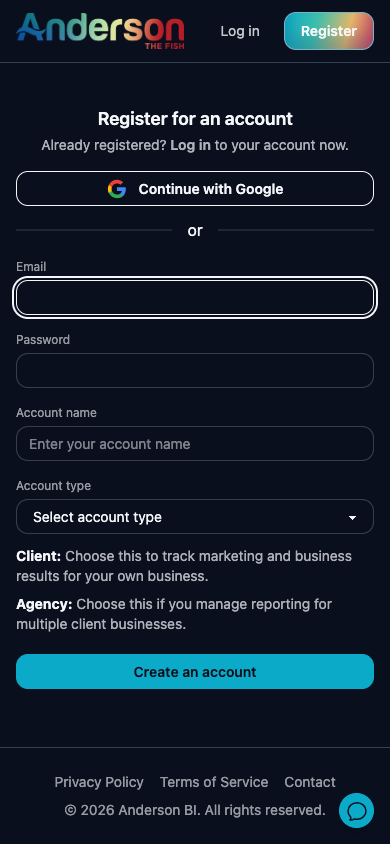 Anderson
THE FISH
Log in
Register
Register for an account
Already registered? Log in to your account now.
Continue with Google
or
Email
Password
Account name
Enter your account name
Account type
Select account type
Client: Choose this to track marketing and business
results for your own business.
Agency: Choose this if you manage reporting for
multiple client businesses.
Create an account
Privacy Policy
Terms of Service
Contact
© 2026 Anderson BI. All rights reserved.